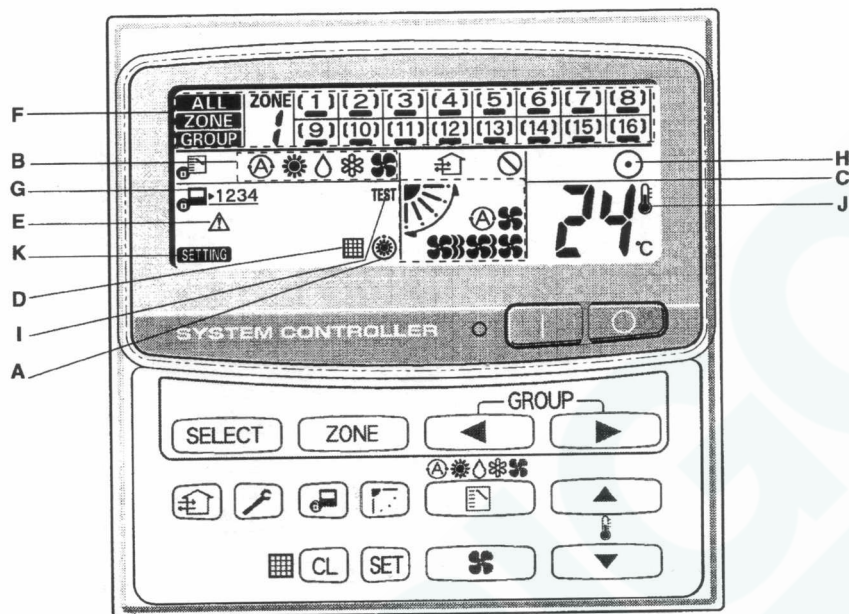 F
ALL ZONE [1] [2] [3] [4] [5] [6] [7] [8]
ZONE 1
GROUP [9] [10] [11] [12] [13] [14] [15] [16]
B
A
H
C
G
1234 TEST
A
24 °C
J
E
K
SETTING
D
I
A
SYSTEM CONTROLLER
GROUP
SELECT ZONE
A
CL SET